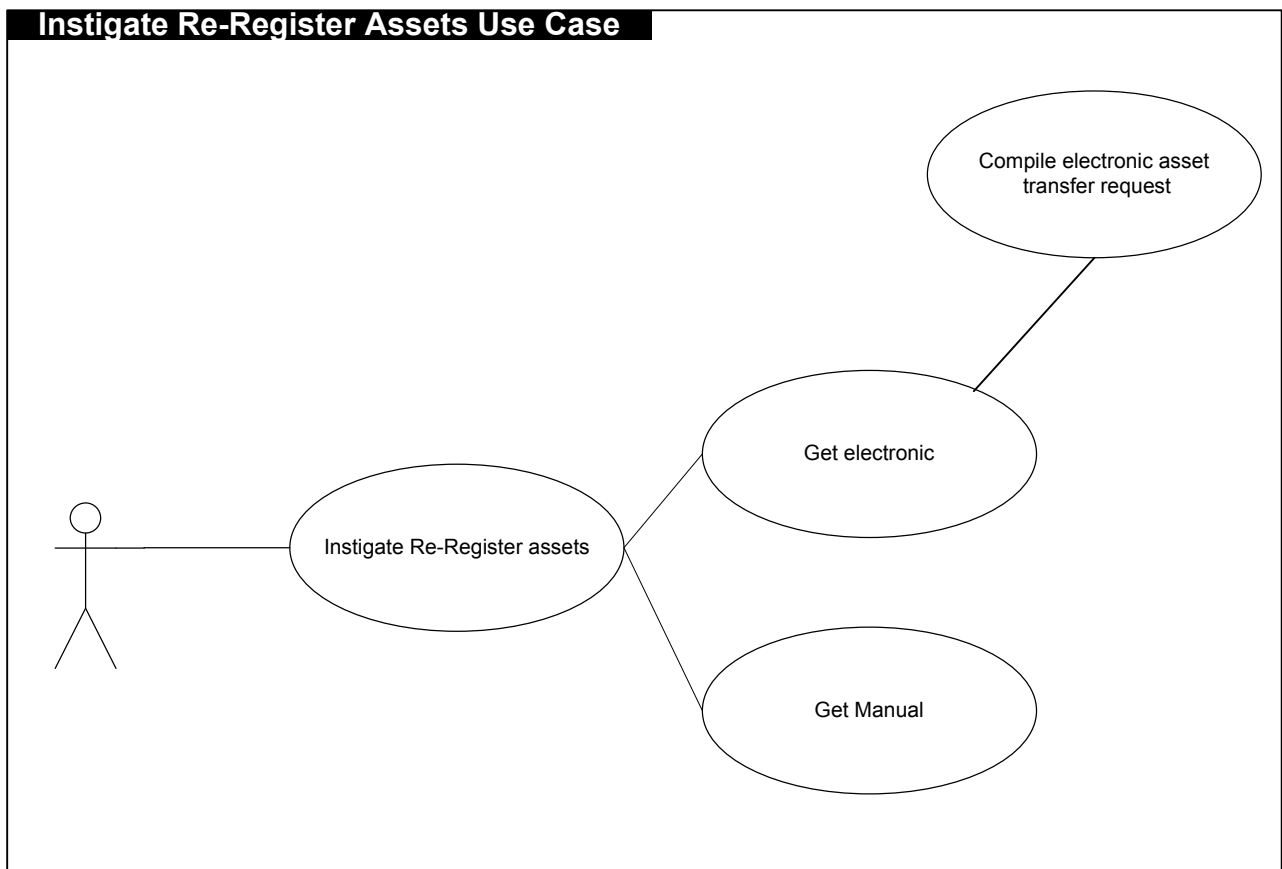 Instigate Re-Register Assets Use Case
Compile electronic asset
transfer request
Get electronic
Instigate Re-Register assets
Get Manual